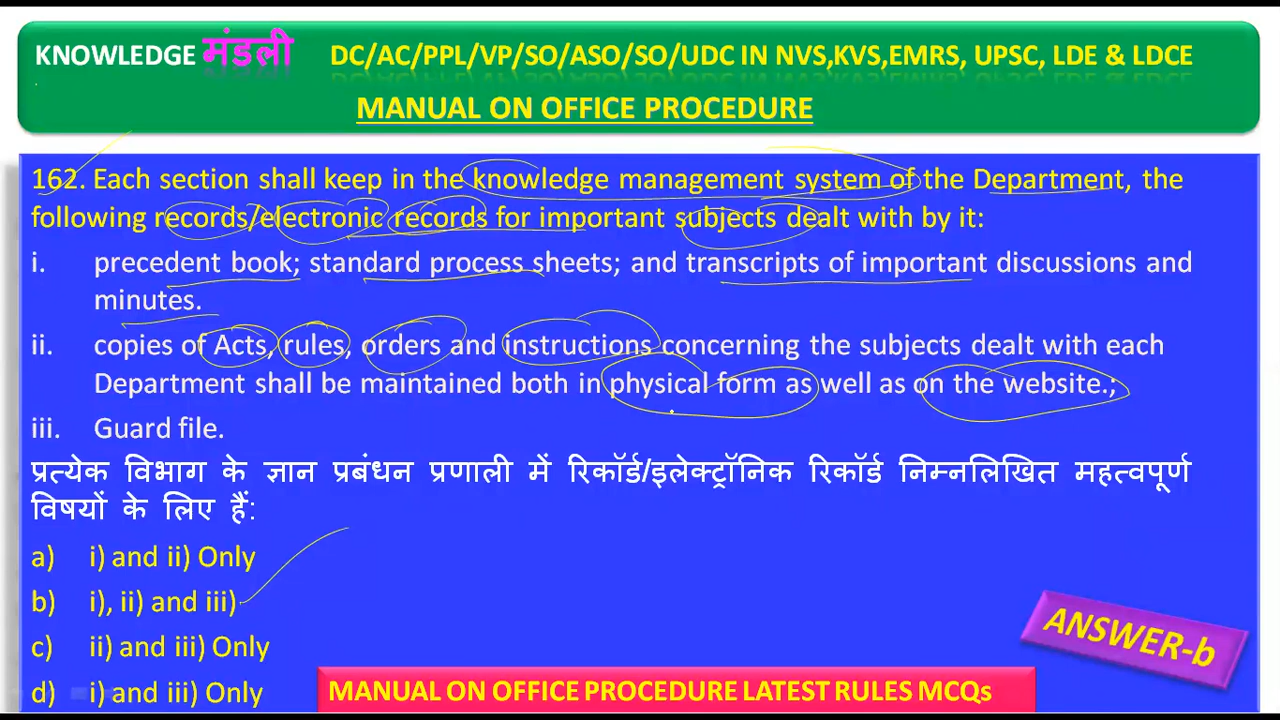 KNOWLEDGE मंडली DC/AC/PPL/VP/SO/ASO/SO/UDC IN NVS,KVS,EMRS, UPSC, LDE & LDCE
MANUAL ON OFFICE PROCEDURE
162. Each section shall keep in the knowledge management system of the Department, the
following records/electronic records for important subjects dealt with by it:
i. precedent book; standard process sheets; and transcripts of important discussions and
minutes.
ii. copies of Acts, rules, orders and instructions concerning the subjects dealt with each
Department shall be maintained both in physical form as well as on the website.;
iii. Guard file.
प्रत्येक विभाग के ज्ञान प्रबंधन प्रणाली में रिकॉर्ड/इलेक्ट्रॉनिक रिकॉर्ड निम्नलिखित महत्वपूर्ण
विषयों के लिए हैं:
a) i) and ii) Only
b) i), ii) and iii)
c) ii) and iii) Only
d) i) and iii) Only
ANSWER-b
MANUAL ON OFFICE PROCEDURE LATEST RULES MCQs